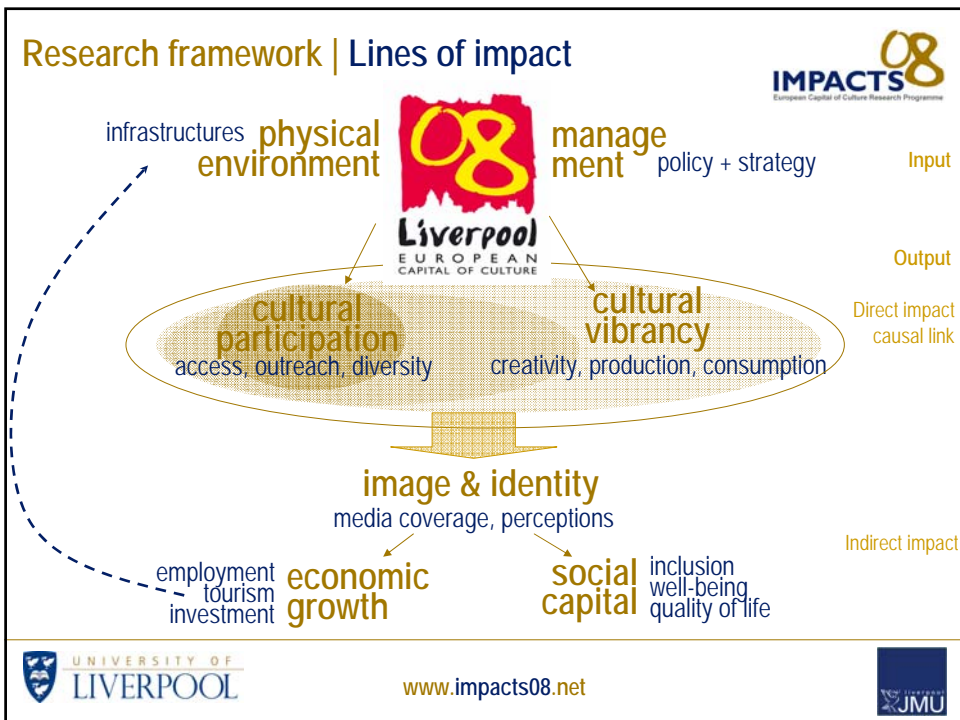 Research framework | Lines of impact
IMPACTS 08
European Capital of Culture Research Programme
infrastructures
physical
environment
08
Liverpool
EUROPEAN
CAPITAL OF CULTURE
manage
ment
policy + strategy
Input
Output
cultural
participation
access, outreach, diversity
cultural
vibrancy
creativity, production, consumption
Direct impact
causal link
image & identity
media coverage, perceptions
Indirect impact
employment
tourism
investment
economic
growth
social
capital
inclusion
well-being
quality of life
UNIVERSITY OF
LIVERPOOL
www.impacts08.net
liverpool
JMU